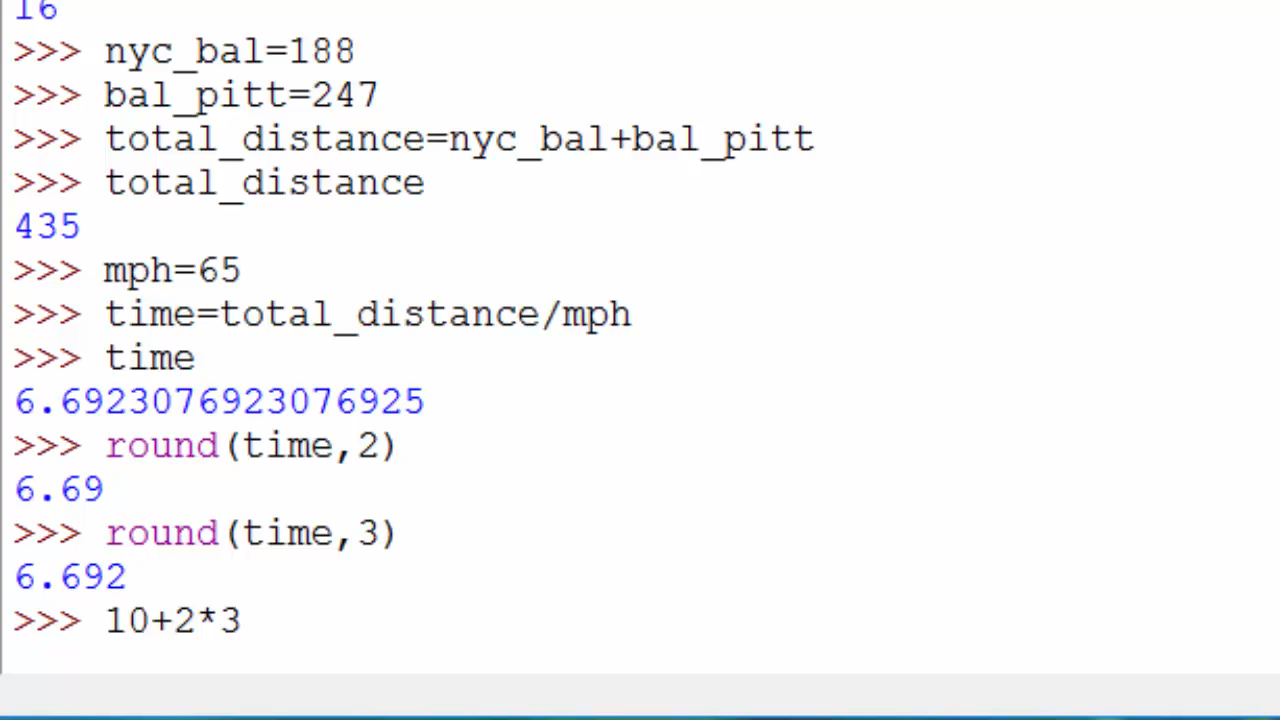 16
>>> nyc_bal=188
>>> bal_pitt=247
>>> total_distance=nyc_bal+bal_pitt
>>> total_distance
435
>>> mph=65
>>> time=total_distance/mph
>>> time
6.6923076923076925
>>> round(time,2)
6.69
>>> round(time,3)
6.692
>>> 10+2*3